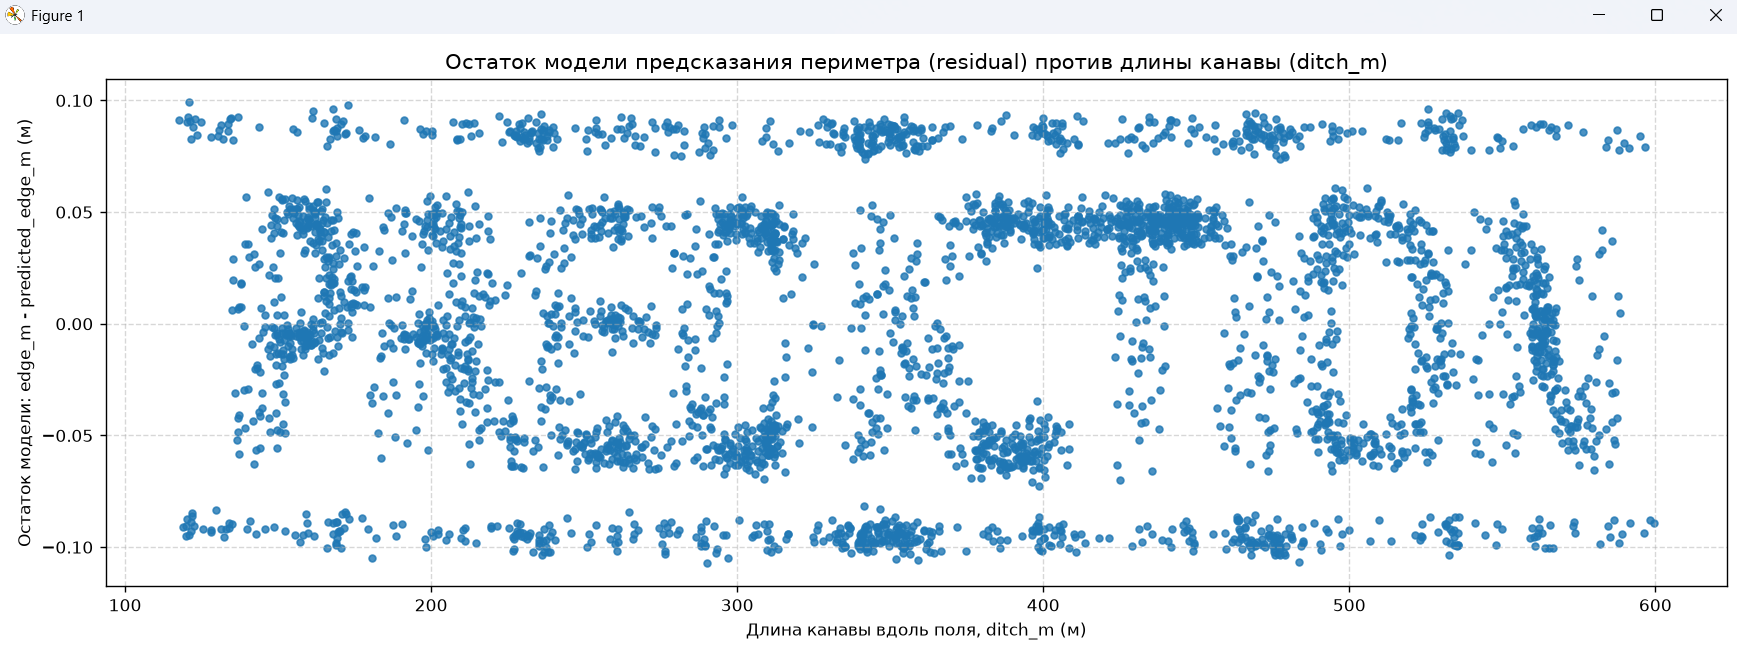 Figure 1
Остаток модели предсказания периметра (residual) против длины канавы (ditch_m)
Остаток модели: edge_m - predicted_edge_m (м)
0.10
0.05
0.00
−0.05
−0.10
PREDICTION
100 200 300 400 500 600
Длина канавы вдоль поля, ditch_m (м)